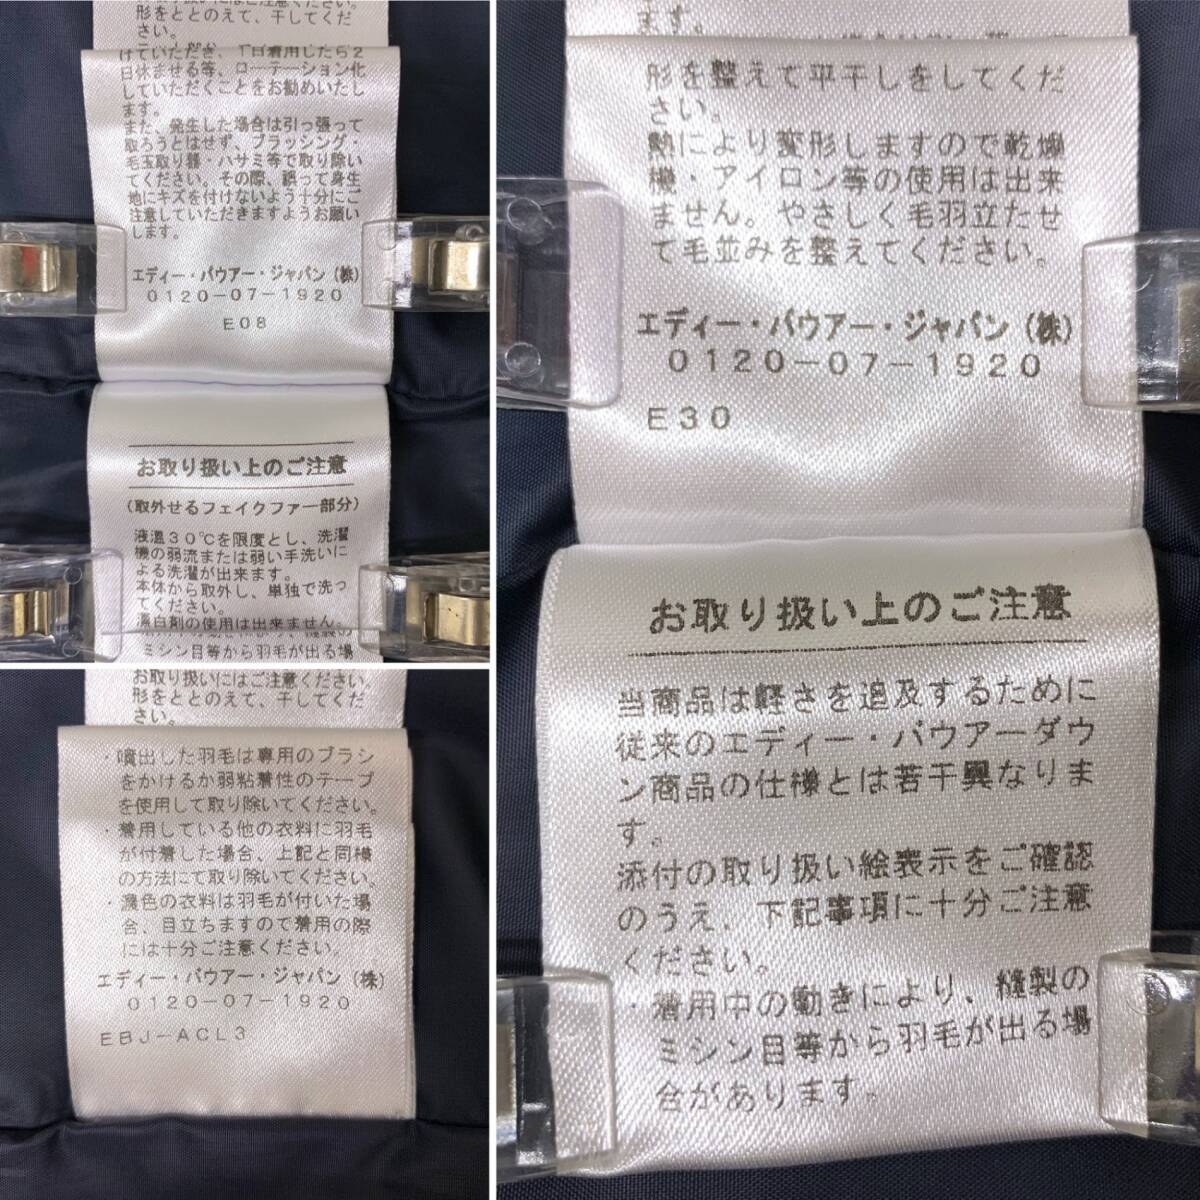 形をととのえて、干してくだ
さい。
けていただき、1日着用したら2
日休ませる等、ローテーション化
していただくことをお勧めいたし
ます。
また、発生した場合は引っ張って
取ろうとはせず、ブラッシング・
毛玉取り器・ハサミ等で取り除い
てください。その際、誤って身生
地にキズを付けないよう十分にご
注意していただきますようお願い
します。
エディー・バウアー・ジャパン(株)
0120-07-1920
E08
お取り扱い上のご注意
(取外せるフェイクファー部分)
液温30℃を限度とし、洗濯
機の弱流または弱い手洗いに
よる洗濯が出来ます。
本体から取外し、単独で洗っ
てください。
漂白剤の使用は出来ません。
ミシン目等から羽毛が出る場
お取り扱いにはご注意ください。
形をととのえて、干してくだ
さい。
・噴出した羽毛は専用のブラシ
をかけるか弱粘着性のテープ
を使用して取り除いてください。
・着用している他の衣料に羽毛
が付着した場合、上記と同様
の方法にて取り除いてください。
・濃色の衣料は羽毛が付いた場
合、目立ちますので着用の際
には十分ご注意ください。
エディー・バウアー・ジャパン(株)
0120-07-1920
EBJ-ACL3
ます。
形を整えて平干しをしてくだ
さい。
熱により変形しますので乾燥
機・アイロン等の使用は出来
ません。やさしく毛羽立たせ
て毛並みを整えてください。
エディー・バウアー・ジャパン(株)
0120-07-1920
E30
お取り扱い上のご注意
当商品は軽さを追及するために
従来のエディー・バウアーダウ
ン商品の仕様とは若干異なりま
す。
添付の取り扱い絵表示をご確認
のうえ、下記事項に十分ご注意
ください。
・着用中の動きにより、縫製の
ミシン目等から羽毛が出る場
合があります。